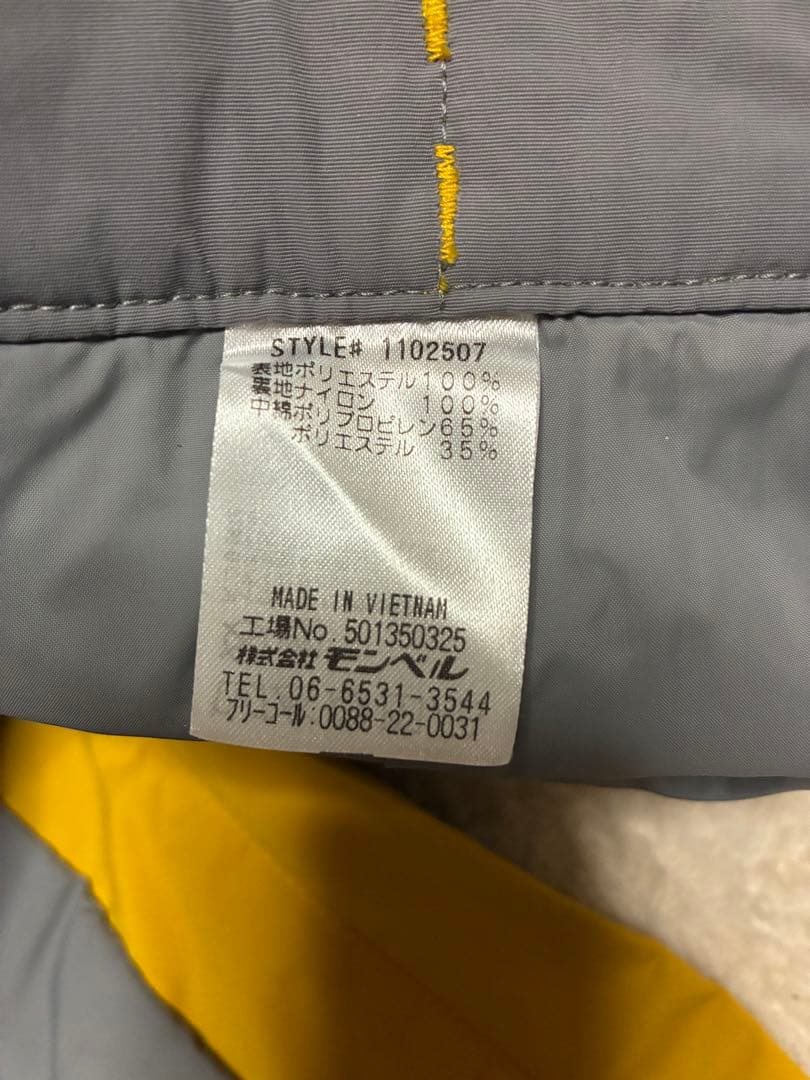 STYLE# 1102507
表地ポリエステル100%
裏地ナイロン 100%
中綿ポリプロピレン65%
ポリエステル 35%
MADE IN VIETNAM
工場No.501350325
株式会社 モンベル
TEL.06-6531-3544
フリーコール:0088-22-0031